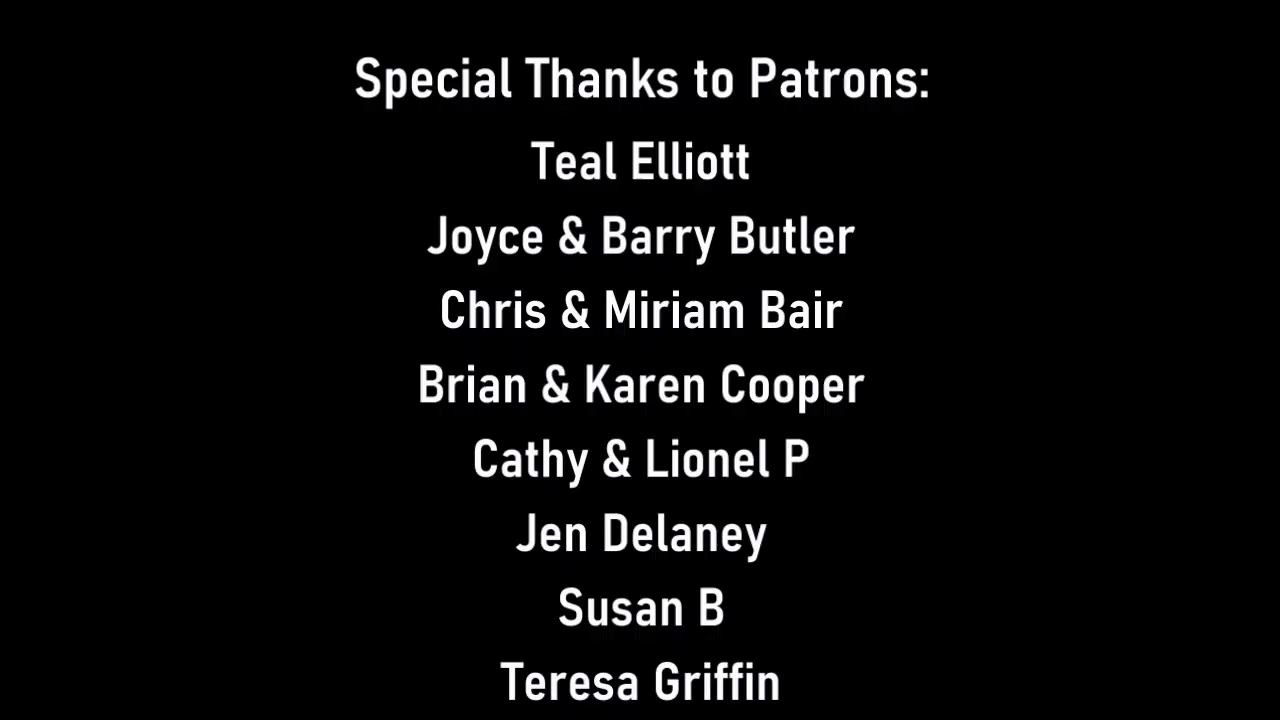 Special Thanks to Patrons:
Teal Elliott
Joyce & Barry Butler
Chris & Miriam Bair
Brian & Karen Cooper
Cathy & Lionel P
Jen Delaney
Susan B
Teresa Griffin